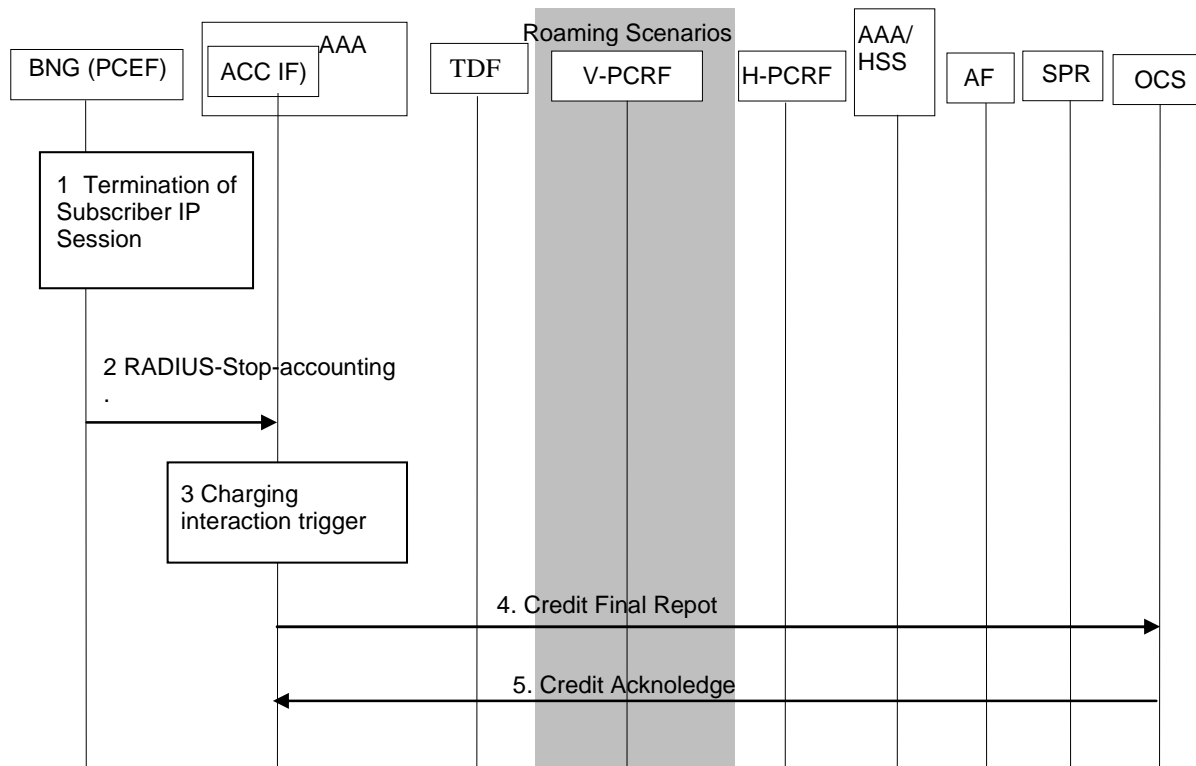 Roaming Scenarios
BNG (PCEF)
AAA
ACC IF)
TDF
V-PCRF
H-PCRF
AAA/
HSS
AF
SPR
OCS
1 Termination of
Subscriber IP
Session
2 RADIUS-Stop-accounting
.
3 Charging
interaction trigger
4. Credit Final Repot
5. Credit Acknoledge